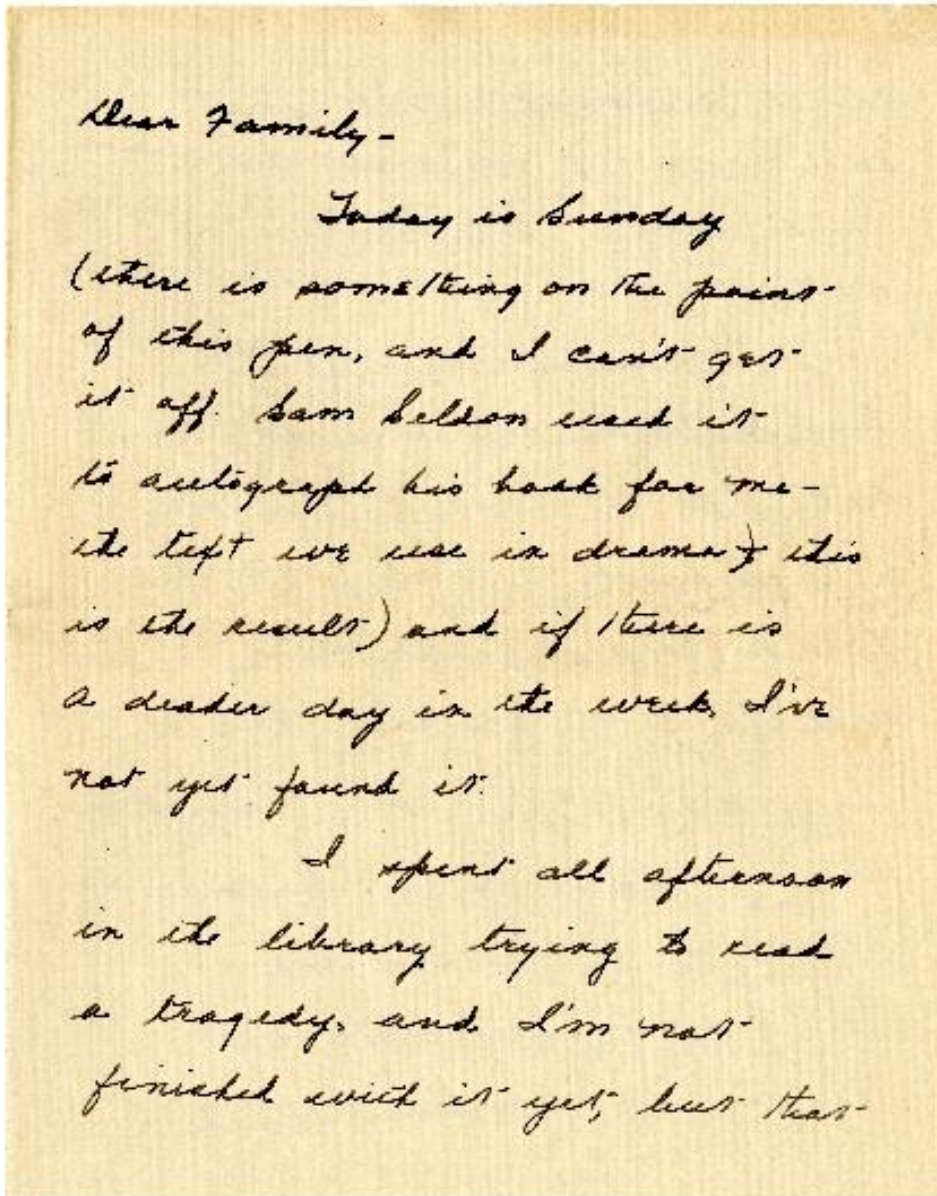 Dear Family-
Today is Sunday
(there is something on the point
of this pen, and I can't get
it off. Sam Seldon used it
to autograph his book for me-
the text we use in drama & this
is the result) and if there is
a deader day in the week, I've
not yet found it.
I spent all afternoon
in the library trying to read
a tragedy, and I'm not
finished with it yet, but that